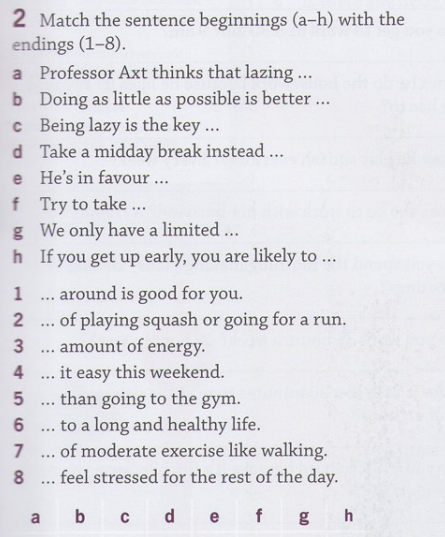 2 Match the sentence beginnings (a–h) with the
endings (1–8).
a Professor Axt thinks that lazing ...
b Doing as little as possible is better ...
c Being lazy is the key ...
d Take a midday break instead ...
e He's in favour ...
f Try to take ...
g We only have a limited ...
h If you get up early, you are likely to ...
1 ... around is good for you.
2 ... of playing squash or going for a run.
3 ... amount of energy.
4 ... it easy this weekend.
5 ... than going to the gym.
6 ... to a long and healthy life.
7 ... of moderate exercise like walking.
8 ... feel stressed for the rest of the day.
a b c d e f g h